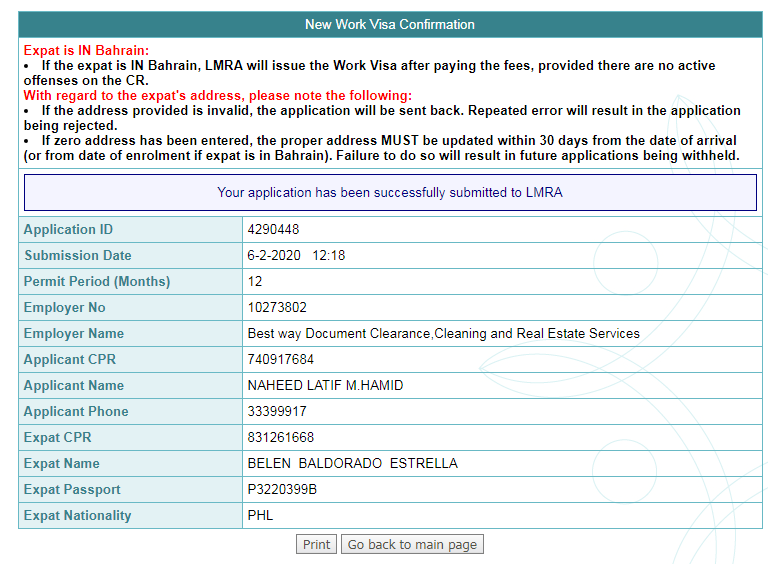 New Work Visa Confirmation
Expat is IN Bahrain:
• If the expat is IN Bahrain, LMRA will issue the Work Visa after paying the fees, provided there are no active
offenses on the CR.
With regard to the expat's address, please note the following:
• If the address provided is invalid, the application will be sent back. Repeated error will result in the application
being rejected.
• If zero address has been entered, the proper address MUST be updated within 30 days from the date of arrival
(or from date of enrolment if expat is in Bahrain). Failure to do so will result in future applications being withheld.
Your application has been successfully submitted to LMRA
Application ID 4290448
Submission Date 6-2-2020 12:18
Permit Period (Months) 12
Employer No 10273802
Employer Name Best way Document Clearance,Cleaning and Real Estate Services
Applicant CPR 740917684
Applicant Name NAHEED LATIF M.HAMID
Applicant Phone 33399917
Expat CPR 831261668
Expat Name BELEN BALDORADO ESTRELLA
Expat Passport P3220399B
Expat Nationality PHL
Print Go back to main page